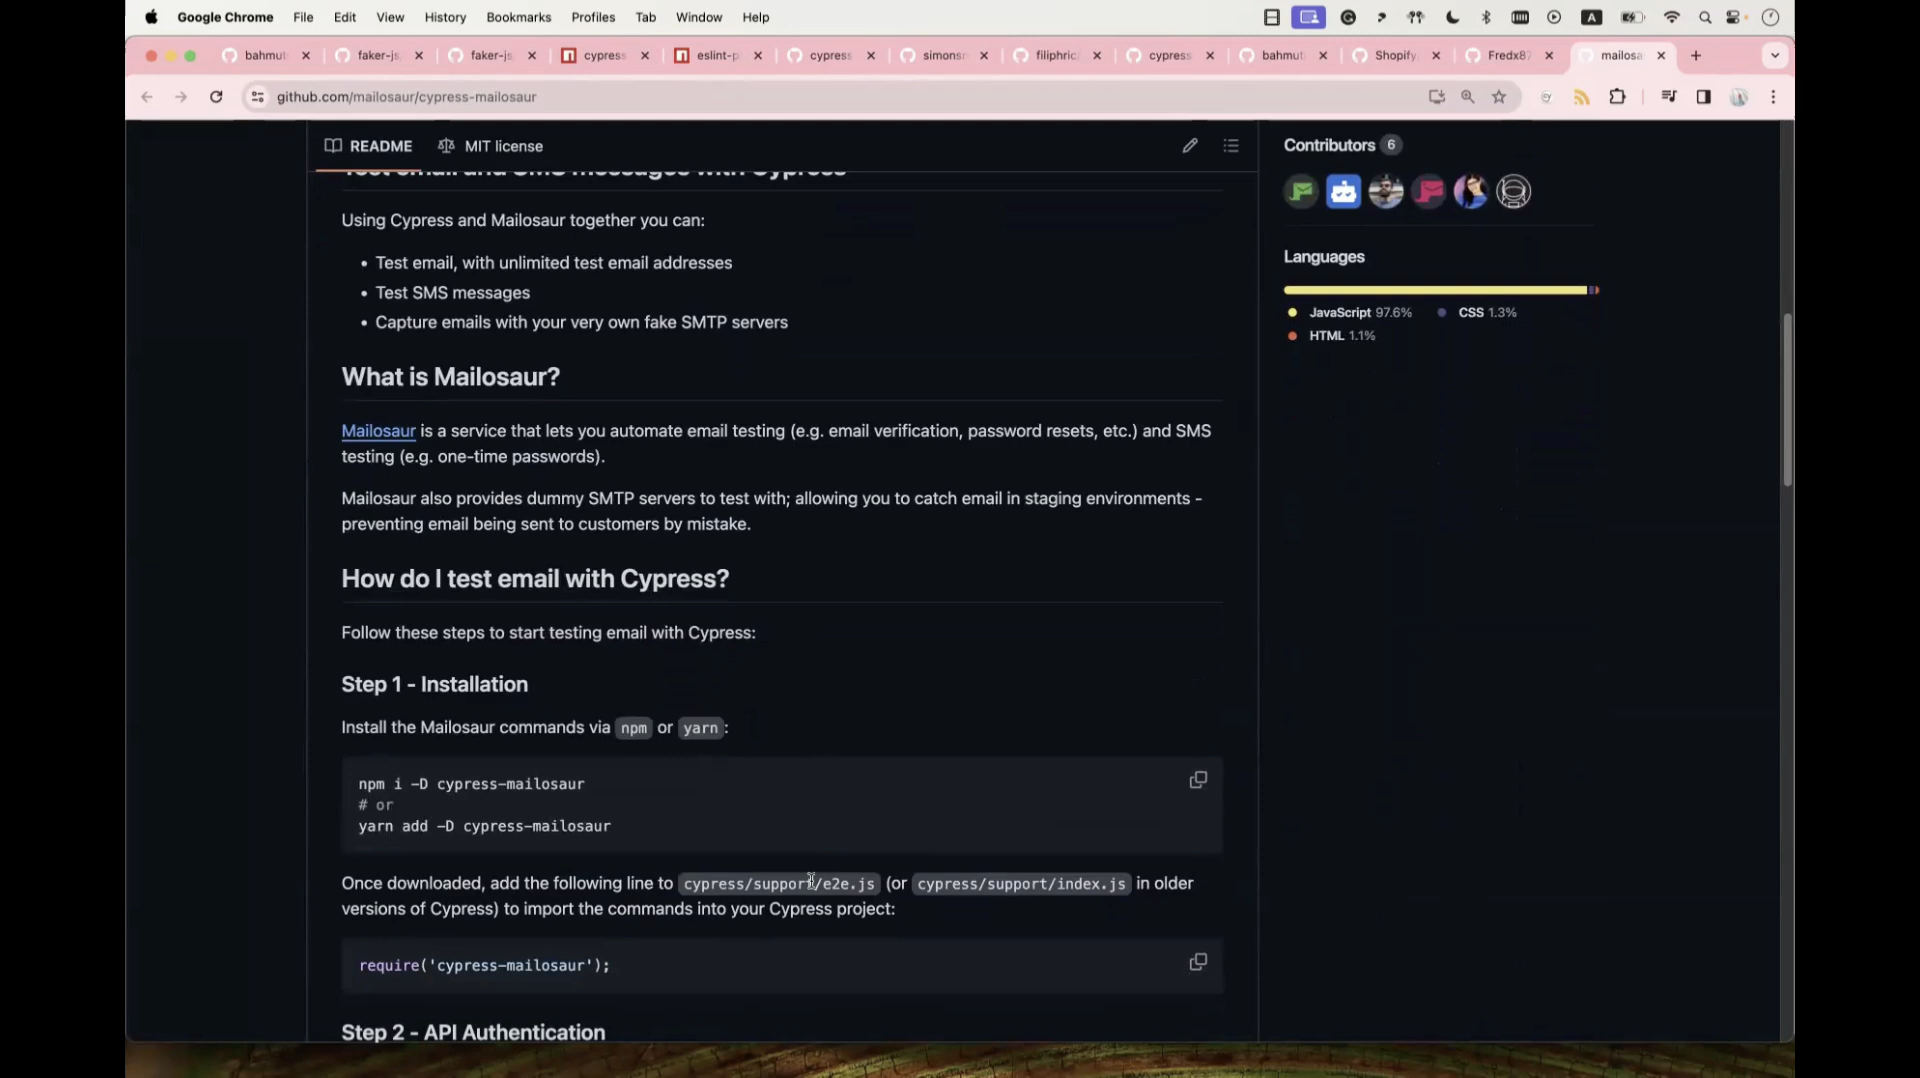 Google Chrome File Edit View History Bookmarks Profiles Tab Window Help A
bahmut faker-js, faker-js, cypress eslint-p cypress simonsm filiphric/ cypress bahmut Shopify, Fredx87 mailosa
github.com/mailosaur/cypress-mailosaur
README MIT license
Test email and SMS messages with Cypress
Using Cypress and Mailosaur together you can:
• Test email, with unlimited test email addresses
• Test SMS messages
• Capture emails with your very own fake SMTP servers
What is Mailosaur?
Mailosaur is a service that lets you automate email testing (e.g. email verification, password resets, etc.) and SMS
testing (e.g. one-time passwords).
Mailosaur also provides dummy SMTP servers to test with; allowing you to catch email in staging environments -
preventing email being sent to customers by mistake.
How do I test email with Cypress?
Follow these steps to start testing email with Cypress:
Step 1 - Installation
Install the Mailosaur commands via npm or yarn:
npm i -D cypress-mailosaur
# or
yarn add -D cypress-mailosaur
Once downloaded, add the following line to cypress/support/e2e.js (or cypress/support/index.js in older
versions of Cypress) to import the commands into your Cypress project:
require('cypress-mailosaur');
Step 2 - API Authentication
Contributors 6
Languages
JavaScript 97.6% CSS 1.3%
HTML 1.1%